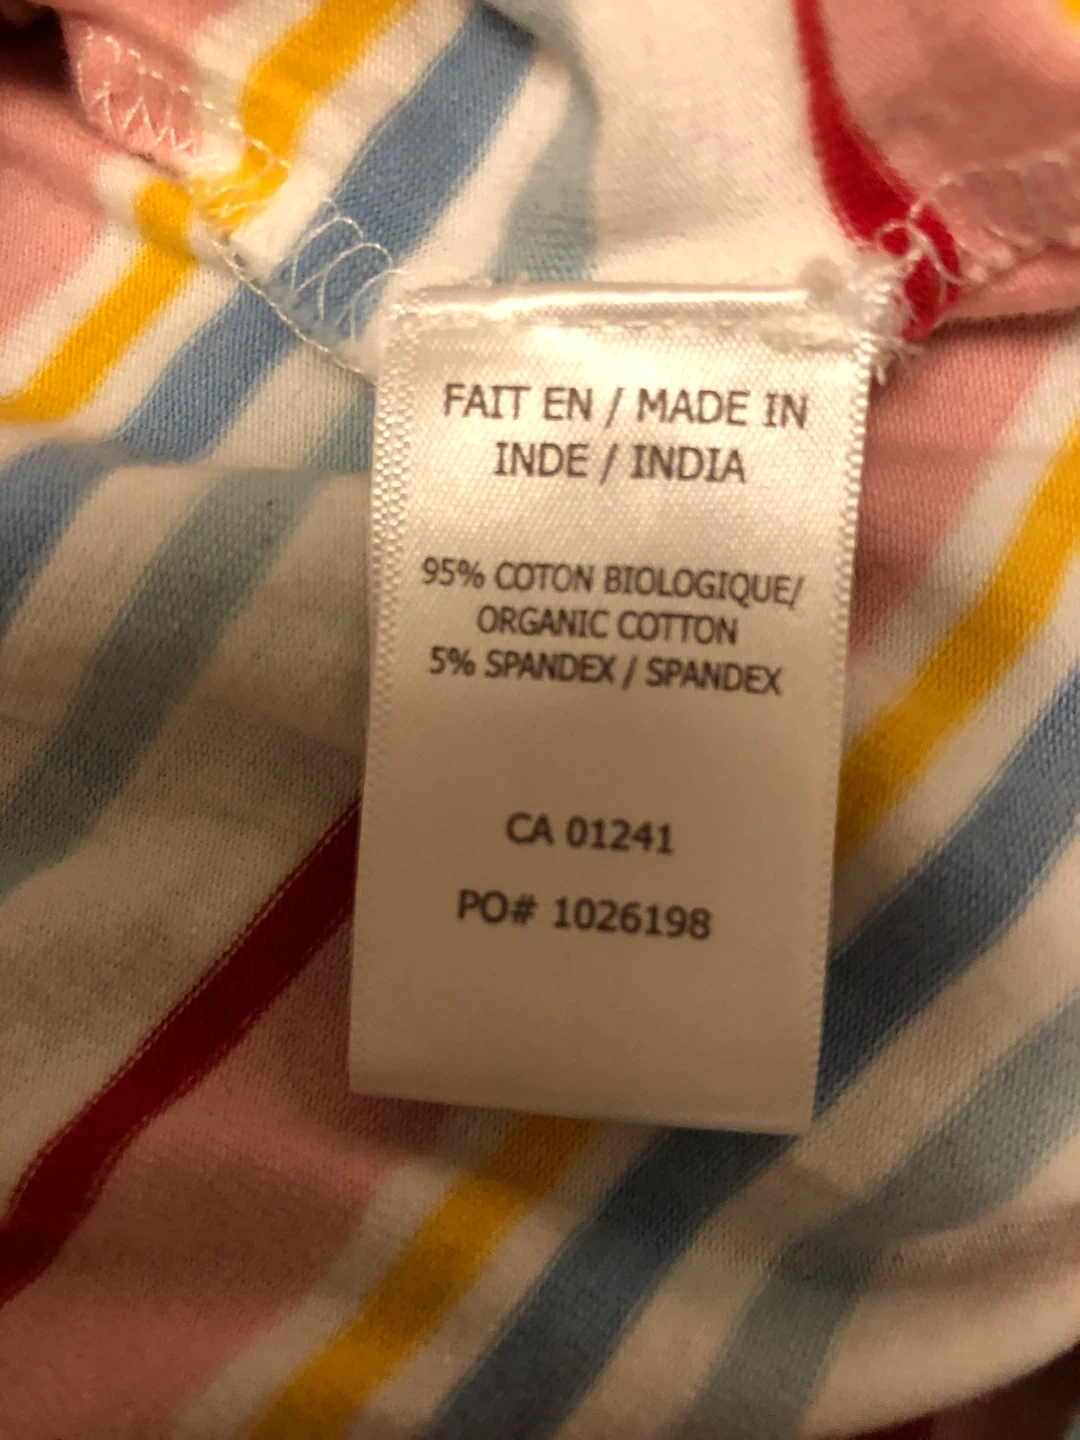 FAIT EN / MADE IN
INDE / INDIA
95% COTON BIOLOGIQUE/
ORGANIC COTTON
5% SPANDEX / SPANDEX
CA 01241
PO# 1026198